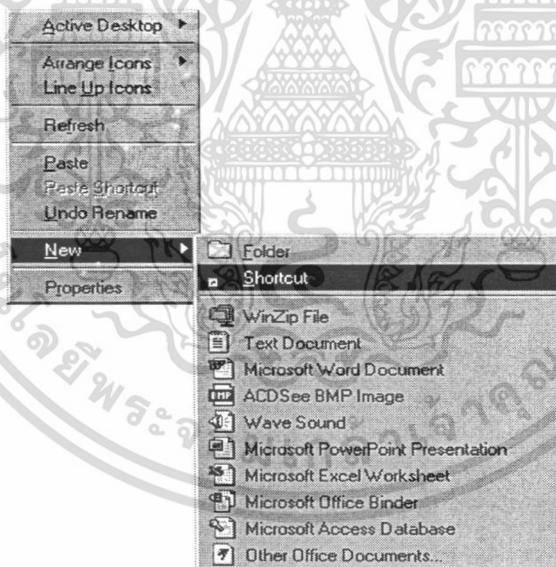 Active Desktop
Arrange Icons
Line Up Icons
Refresh
Paste
Paste Shortcut
Undo Rename
New
Properties
Folder
Shortcut
WinZip File
Text Document
Microsoft Word Document
ACDSee BMP Image
Wave Sound
Microsoft PowerPoint Presentation
Microsoft Excel Worksheet
Microsoft Office Binder
Microsoft Access Database
Other Office Documents...